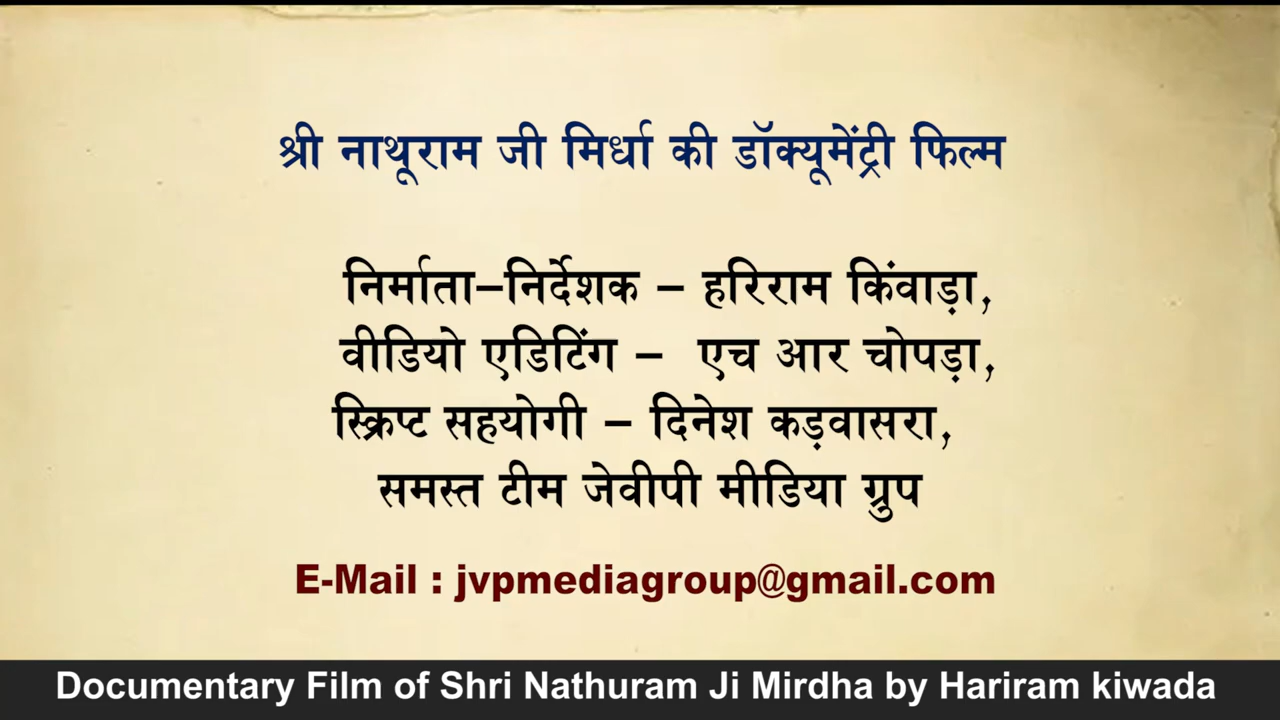 श्री नाथूराम जी मिर्धा की डॉक्यूमेंट्री फिल्म
निर्माता–निर्देशक – हरिराम किंवाड़ा,
वीडियो एडिटिंग – एच आर चोपड़ा,
स्क्रिप्ट सहयोगी – दिनेश कड़वासरा,
समस्त टीम जेवीपी मीडिया ग्रुप
E-Mail : jvpmediagroup@gmail.com
Documentary Film of Shri Nathuram Ji Mirdha by Hariram kiwada